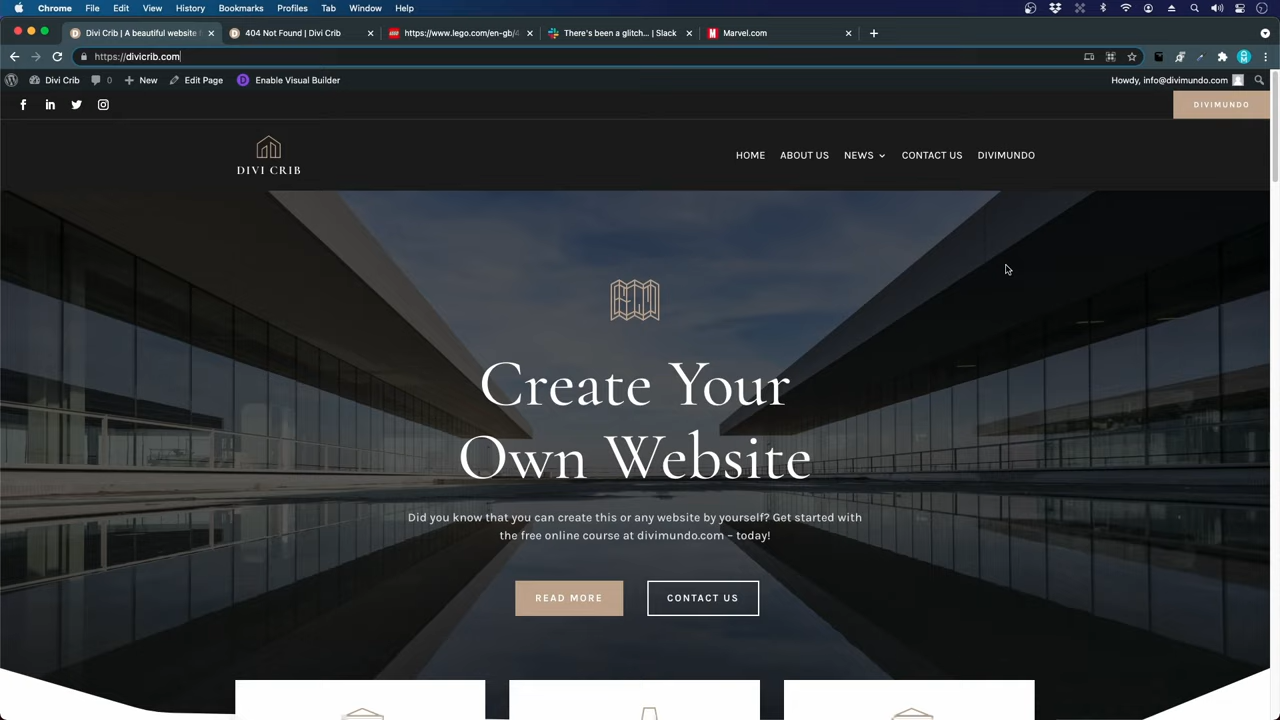 Chrome File Edit View History Bookmarks Profiles Tab Window Help
Divi Crib | A beautiful website
404 Not Found | Divi Crib
https://www.lego.com/en-gb/
There's been a glitch... | Slack
Marvel.com
https://divicrib.com
Divi Crib 0 New Edit Page Enable Visual Builder
Howdy, info@divimundo.com
DIVIMUNDO
DIVI CRIB
HOME ABOUT US NEWS CONTACT US DIVIMUNDO
Create Your
Own Website
Did you know that you can create this or any website by yourself? Get started with
the free online course at divimundo.com – today!
READ MORE CONTACT US